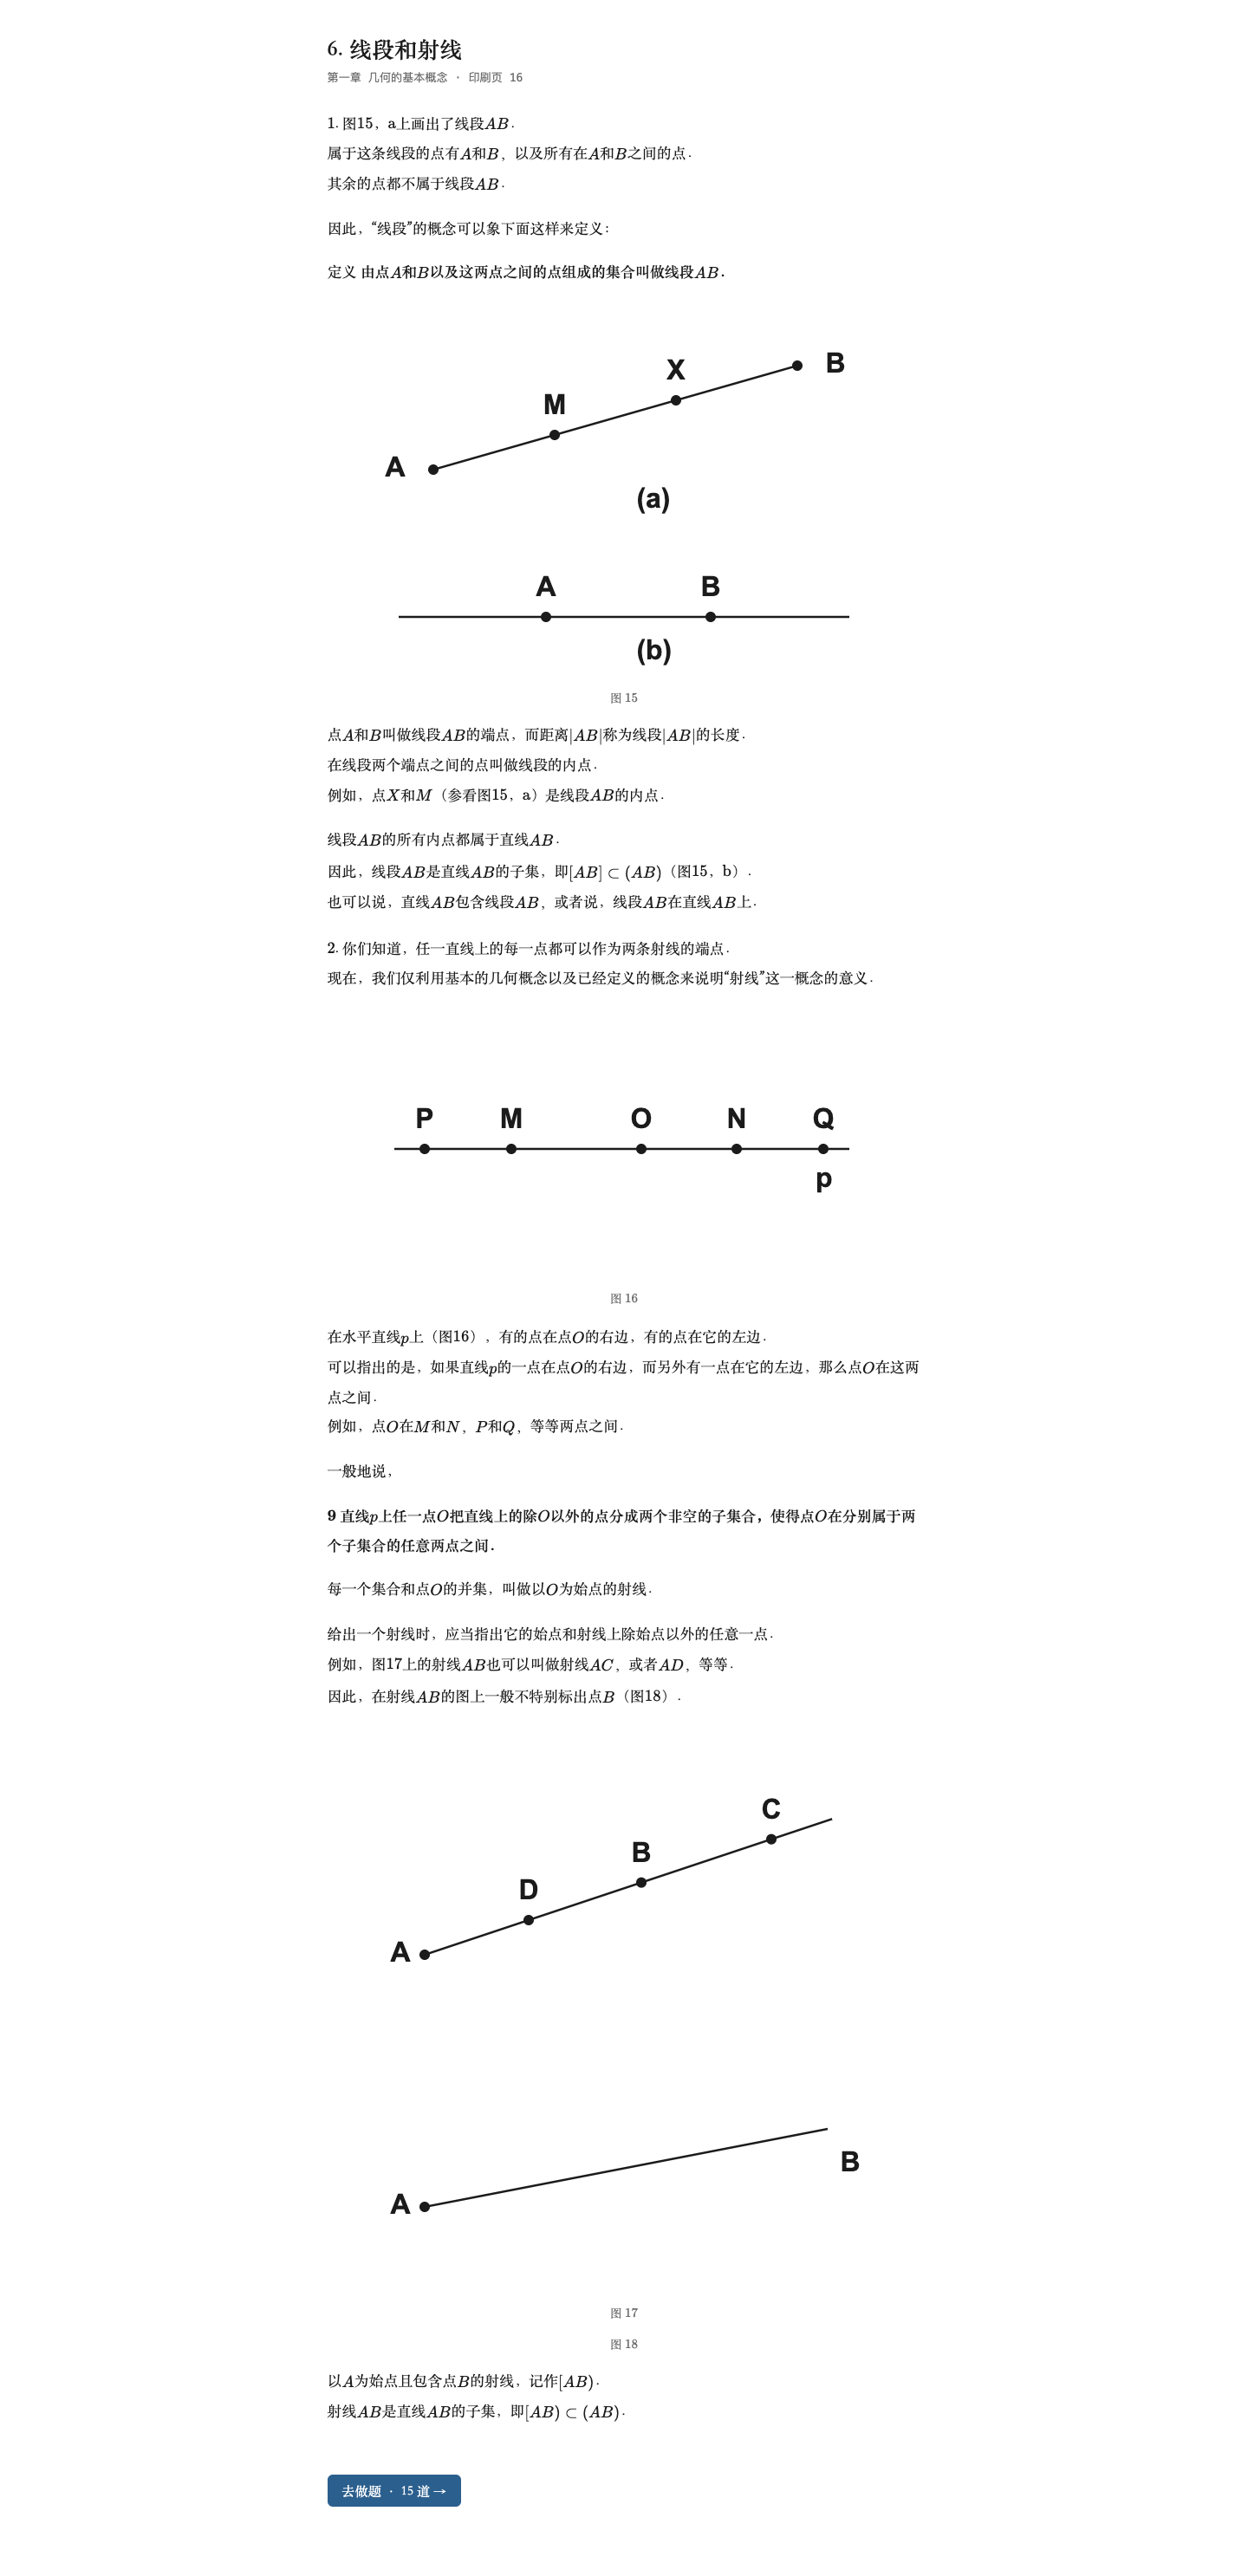 6. 线段和射线
第一章 几何的基本概念 · 印刷页 16
1. 图15，a上画出了线段AB.
属于这条线段的点有A和B，以及所有在A和B之间的点.
其余的点都不属于线段AB.
因此，“线段”的概念可以象下面这样来定义：
定义 由点A和B以及这两点之间的点组成的集合叫做线段AB.
X
B
M
A
(a)
A B
(b)
图 15
点A和B叫做线段AB的端点，而距离|AB|称为线段|AB|的长度.
在线段两个端点之间的点叫做线段的内点.
例如，点X和M（参看图15，a）是线段AB的内点.
线段AB的所有内点都属于直线AB.
因此，线段AB是直线AB的子集，即[AB] ⊂ (AB)（图15，b）.
也可以说，直线AB包含线段AB，或者说，线段AB在直线AB上.
2. 你们知道，任一直线上的每一点都可以作为两条射线的端点.
现在，我们仅利用基本的几何概念以及已经定义的概念来说明“射线”这一概念的意义.
P M O N Q
p
图 16
在水平直线p上（图16），有的点在点O的右边，有的点在它的左边.
可以指出的是，如果直线p的一点在点O的右边，而另外有一点在它的左边，那么点O在这两
点之间.
例如，点O在M和N，P和Q，等等两点之间.
一般地说，
9 直线p上任一点O把直线上的除O以外的点分成两个非空的子集合，使得点O在分别属于两
个子集合的任意两点之间.
每一个集合和点O的并集，叫做以O为始点的射线.
给出一个射线时，应当指出它的始点和射线上除始点以外的任意一点.
例如，图17上的射线AB也可以叫做射线AC，或者AD，等等.
因此，在射线AB的图上一般不特别标出点B（图18）.
C
B
D
A
B
A
图 17
图 18
以A为始点且包含点B的射线，记作[AB).
射线AB是直线AB的子集，即[AB) ⊂ (AB).
去做题 · 15 道 →